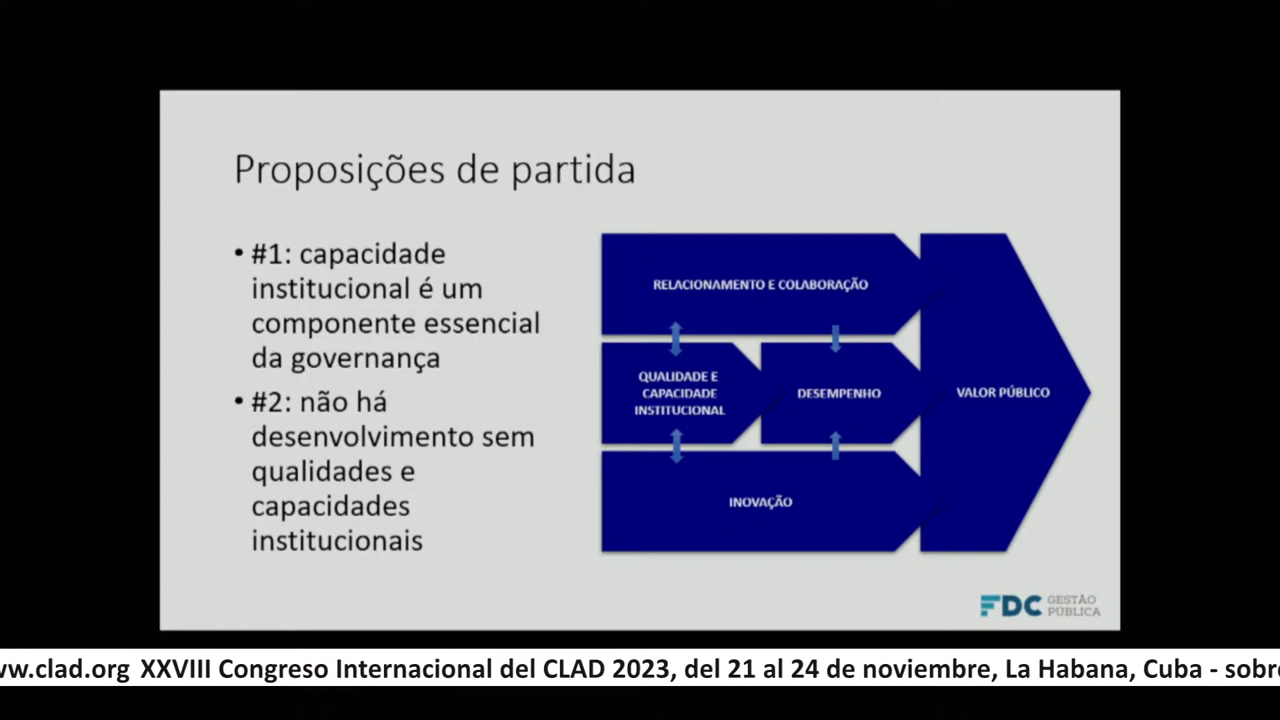 Proposições de partida
• #1: capacidade
institucional é um
componente essencial
da governança
• #2: não há
desenvolvimento sem
qualidades e
capacidades
institucionais
RELACIONAMENTO E COLABORAÇÃO
QUALIDADE E
CAPACIDADE
INSTITUCIONAL
DESEMPENHO
VALOR PÚBLICO
INOVAÇÃO
FDC GESTÃO
PÚBLICA
ww.clad.org XXVIII Congreso Internacional del CLAD 2023, del 21 al 24 de noviembre, La Habana, Cuba - sobre